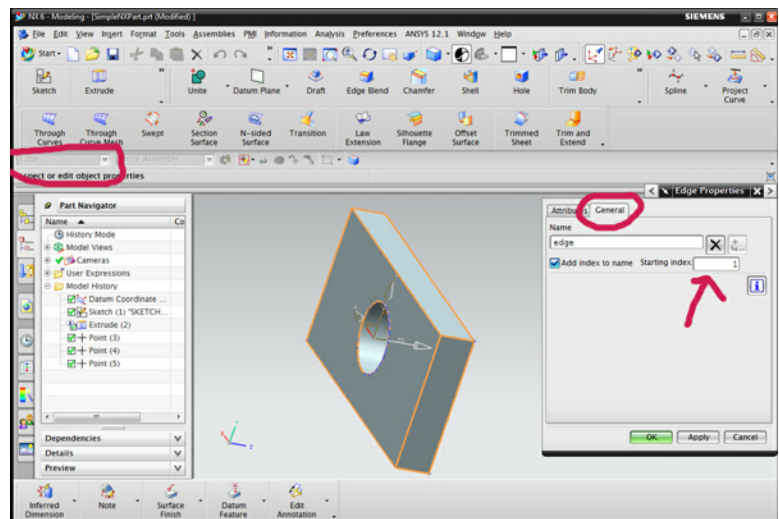 NX 6 - Modeling - [SimpleNXPart.prt (Modified) ]
SIEMENS
File Edit View Insert Format Tools Assemblies PMI Information Analysis Preferences ANSYS 12.1 Window Help
Start
Sketch Extrude Unite Datum Plane Draft Edge Blend Chamfer Shell Hole Trim Body Spline Project
Curve
Through Through Swept Section N-sided Transition Law Silhouette Offset Trimmed Trim and
Curves Curve Mesh Surface Surface Extension Flange Surface Sheet Extend
Edge Entire Assembly
Inspect or edit object properties
Edge Properties
Part Navigator
Name Co
History Mode
Model Views
Cameras
User Expressions
Model History
Datum Coordinate ...
Sketch (1) "SKETCH...
Extrude (2)
Point (3)
Point (4)
Point (5)
Dependencies
Details
Preview
Attributes General
Name
edge
Add index to name Starting index 1
OK Apply Cancel
Inferred Note Surface Datum Edit
Dimension Finish Feature Annotation